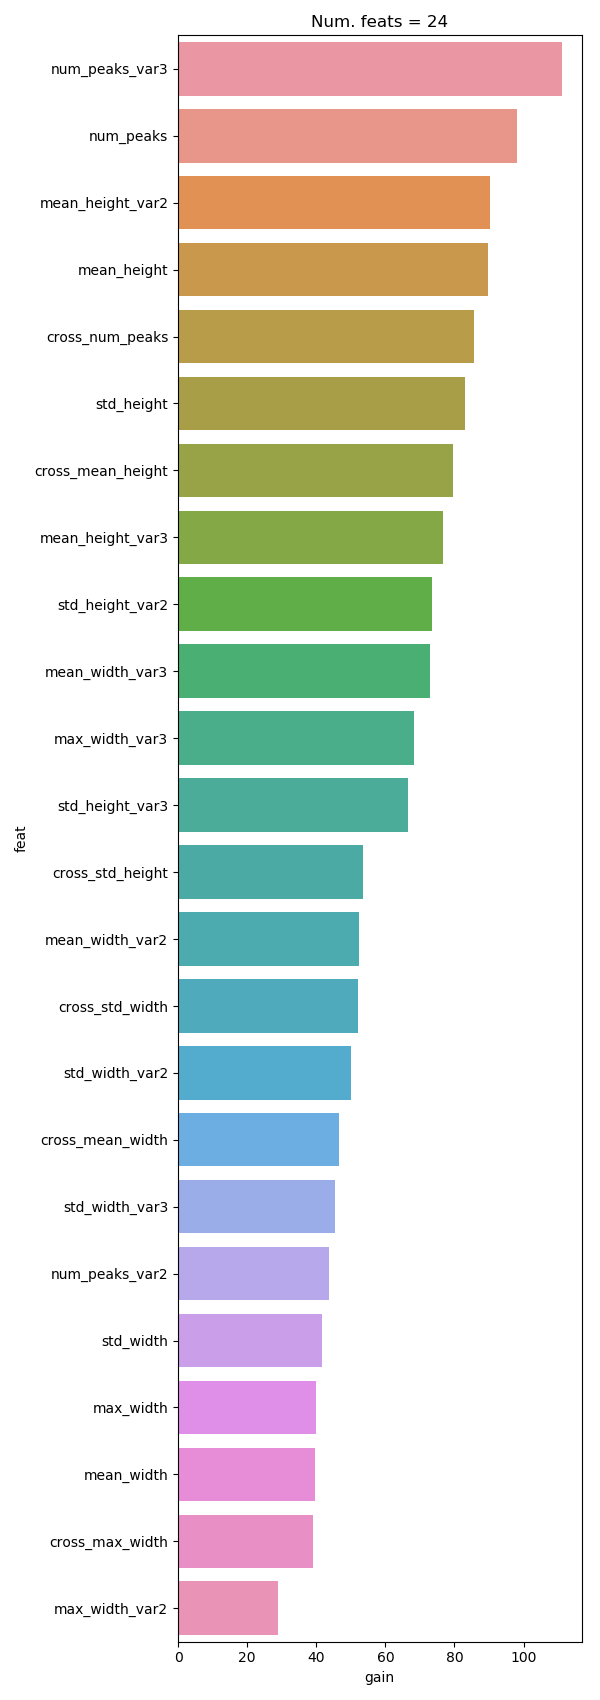 Num. feats = 24
num_peaks_var3
num_peaks
mean_height_var2
mean_height
cross_num_peaks
std_height
cross_mean_height
mean_height_var3
std_height_var2
mean_width_var3
max_width_var3
std_height_var3
cross_std_height
mean_width_var2
cross_std_width
std_width_var2
cross_mean_width
std_width_var3
num_peaks_var2
std_width
max_width
mean_width
cross_max_width
max_width_var2
feat
0 20 40 60 80 100
gain